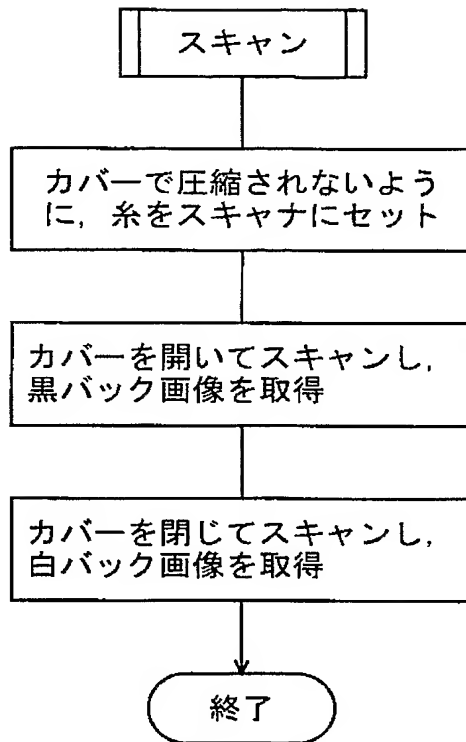 スキャン
カバーで圧縮されないよう
に，糸をスキャナにセット
カバーを開いてスキャンし，
黒バック画像を取得
カバーを閉じてスキャンし，
白バック画像を取得
終了